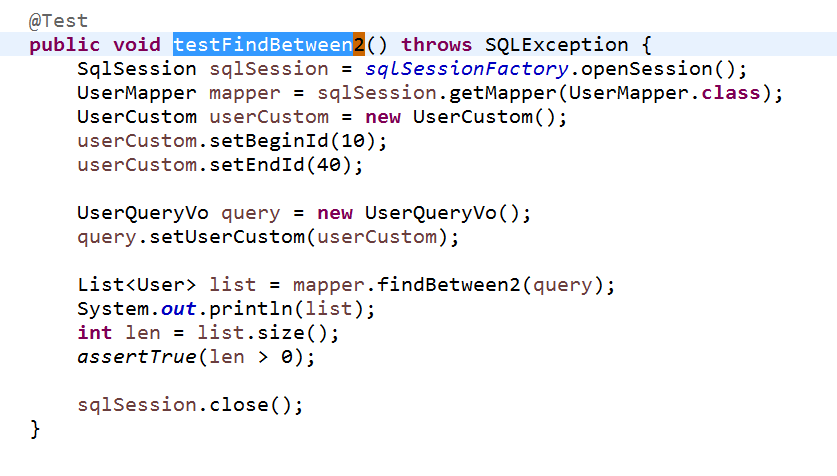 @Test
public void testFindBetween2() throws SQLException {
    SqlSession sqlSession = sqlSessionFactory.openSession();
    UserMapper mapper = sqlSession.getMapper(UserMapper.class);
    UserCustom userCustom = new UserCustom();
    userCustom.setBeginId(10);
    userCustom.setEndId(40);

    UserQueryVo query = new UserQueryVo();
    query.setUserCustom(userCustom);

    List<User> list = mapper.findBetween2(query);
    System.out.println(list);
    int len = list.size();
    assertTrue(len > 0);

    sqlSession.close();
}